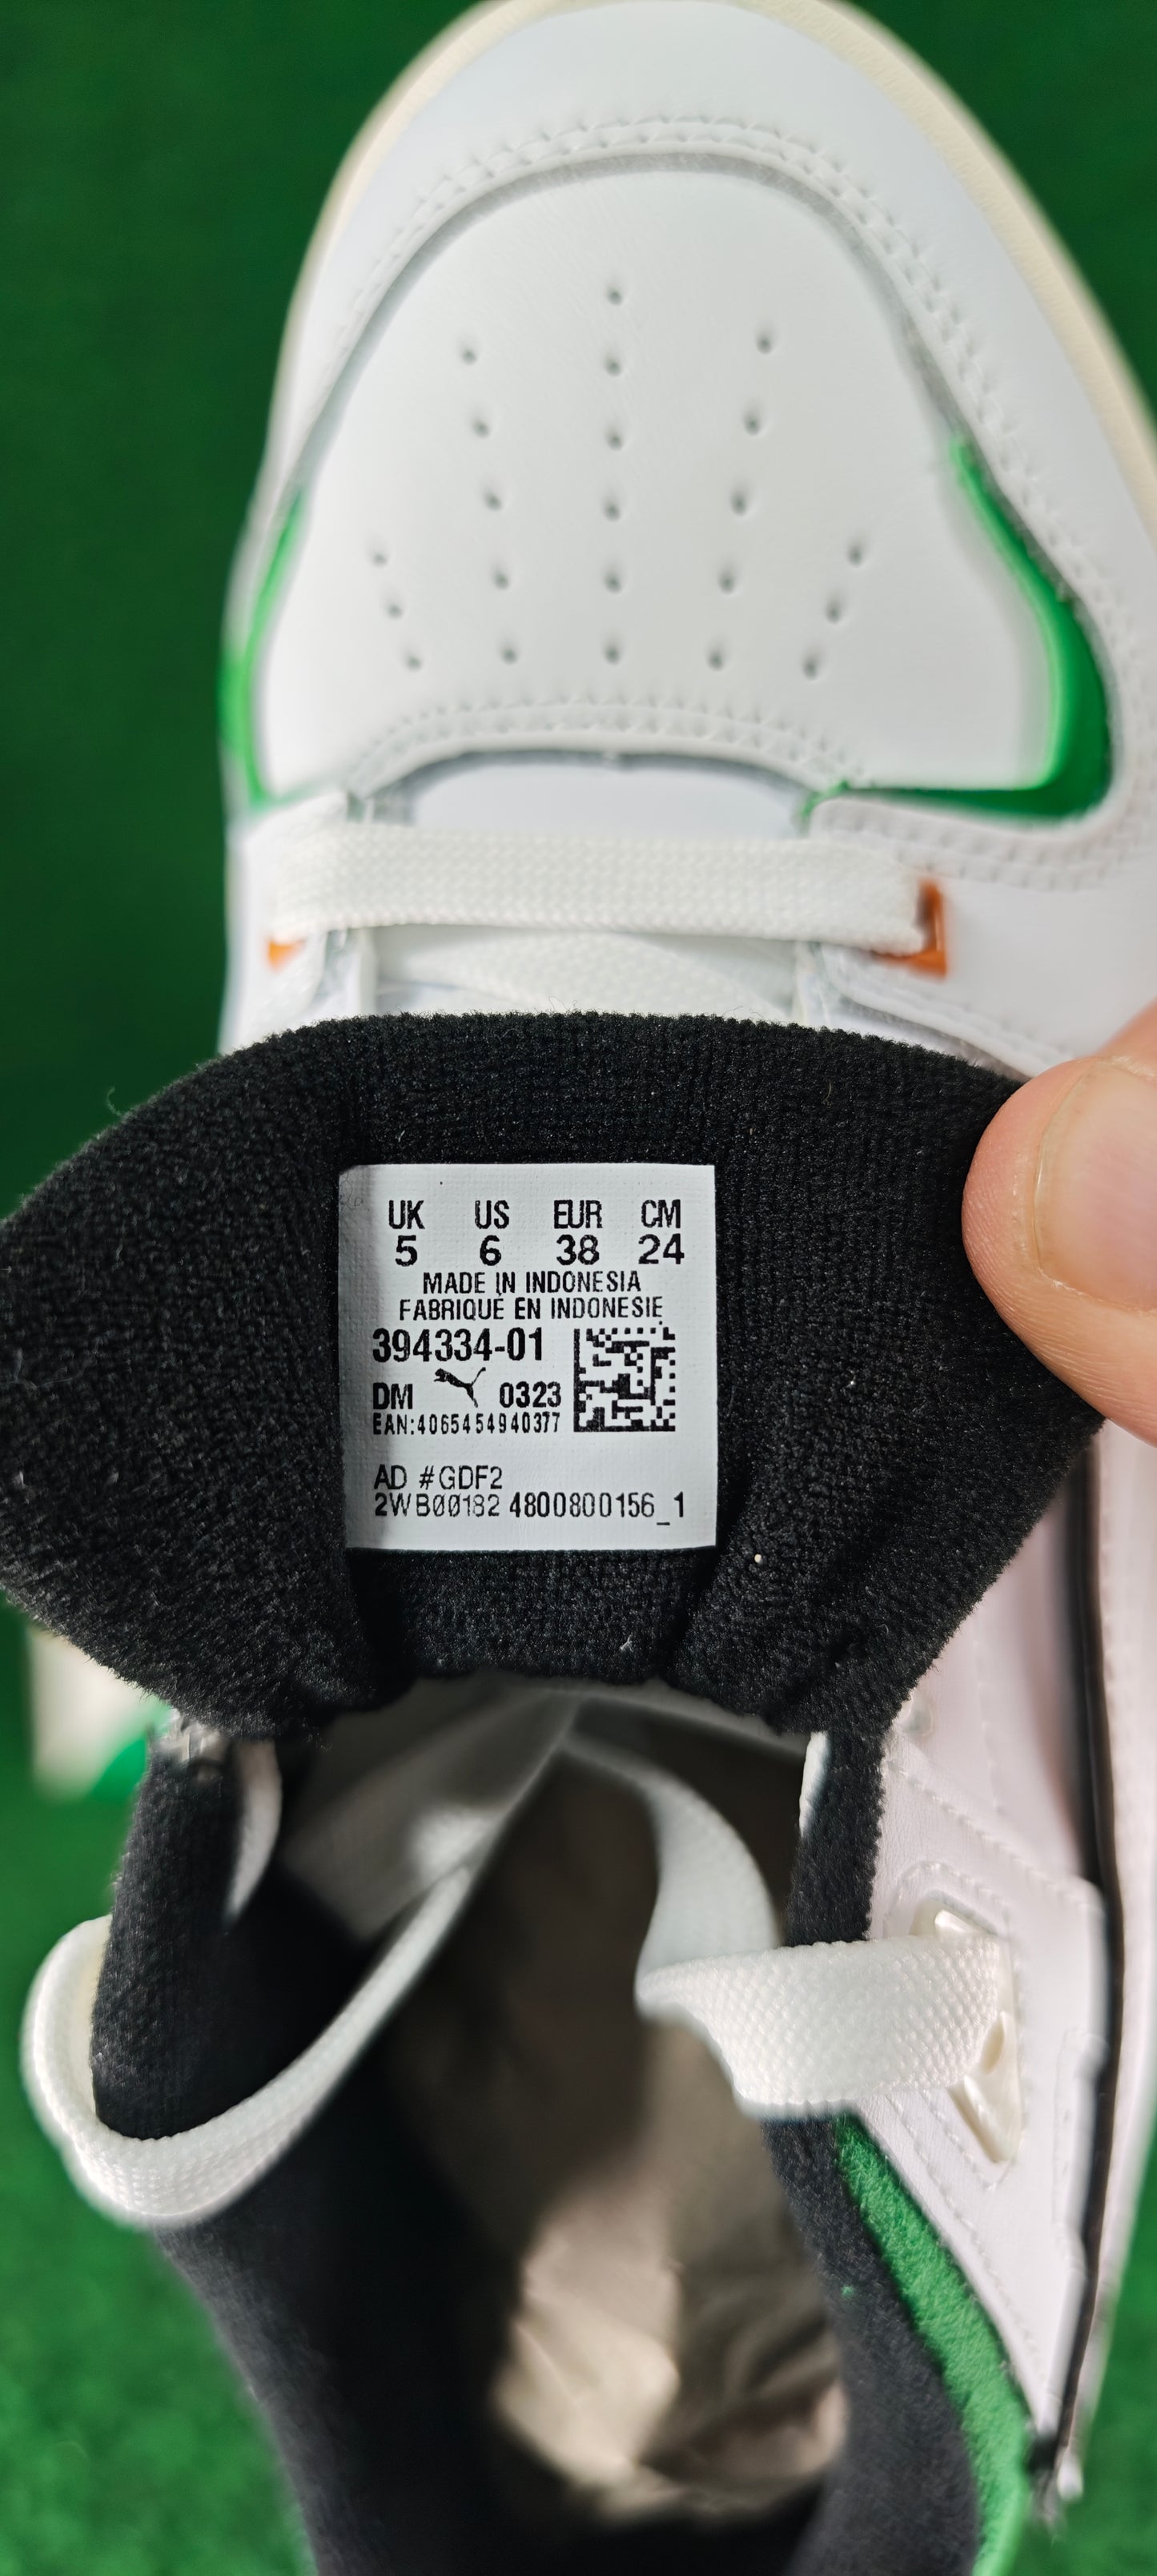 UK US EUR CM
5 6 38 24
MADE IN INDONESIA
FABRIQUE EN INDONESIE
394334-01
DM 0323
EAN:4065454940377
AD #GDF2
2WB00182 4800800156_1